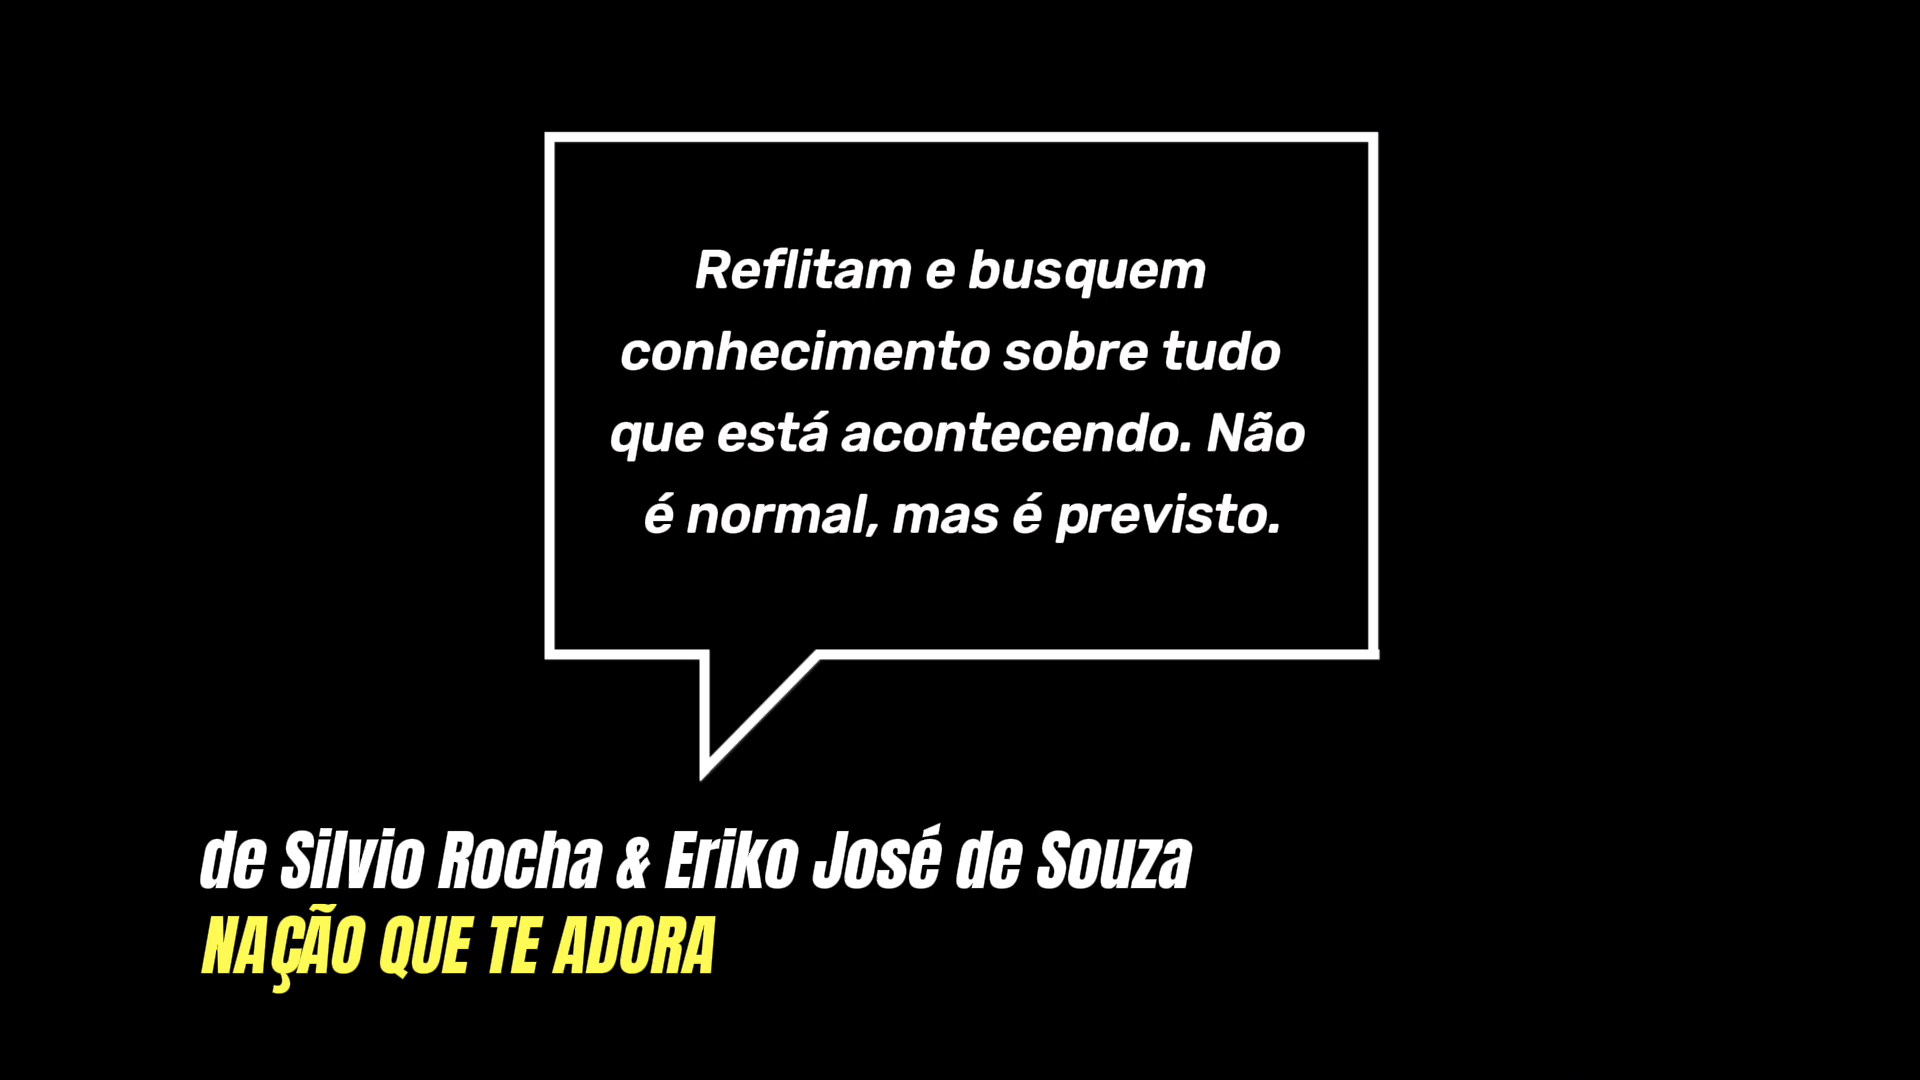 Reflitam e busquem
conhecimento sobre tudo
que está acontecendo. Não
é normal, mas é previsto.
de Silvio Rocha & Eriko José de Souza
NAÇÃO QUE TE ADORA